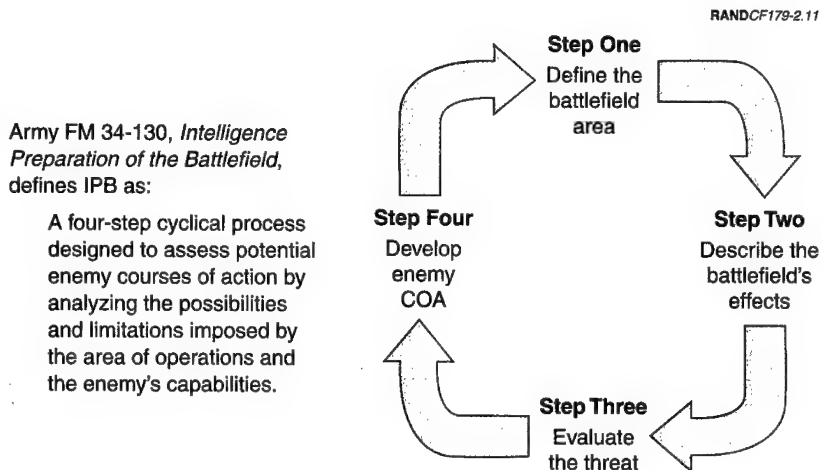 RANDCF179-2.11
Army FM 34-130, Intelligence
Preparation of the Battlefield,
defines IPB as:
A four-step cyclical process
designed to assess potential
enemy courses of action by
analyzing the possibilities
and limitations imposed by
the area of operations and
the enemy's capabilities.
Step One
Define the
battlefield
area
Step Two
Describe the
battlefield's
effects
Step Three
Evaluate
the threat
Step Four
Develop
enemy
COA